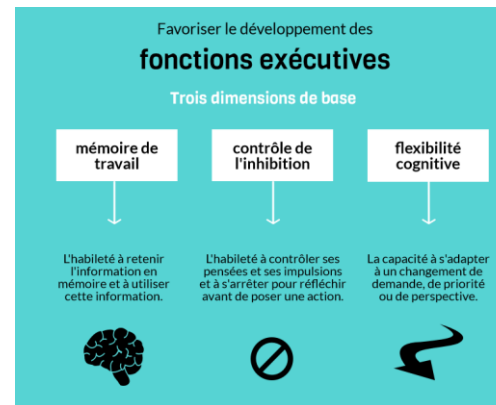 Favoriser le développement des
fonctions exécutives
Trois dimensions de base
mémoire de
travail
contrôle de
l'inhibition
flexibilité
cognitive
L'habileté à retenir
l'information en
mémoire et à utiliser
cette information.
L'habileté à contrôler ses
pensées et ses impulsions
et à s'arrêter pour réfléchir
avant de poser une action.
La capacité à s'adapter
à un changement de
demande, de priorité
ou de perspective.